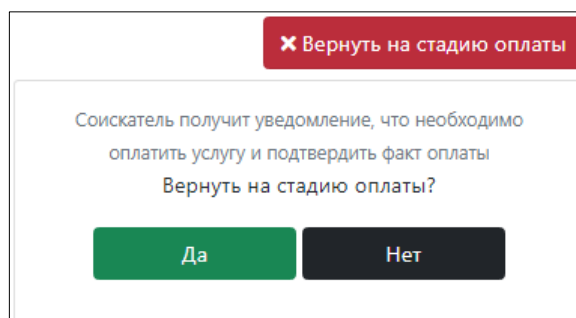 ✖ Вернуть на стадию оплаты
Соискатель получит уведомление, что необходимо
оплатить услугу и подтвердить факт оплаты
Вернуть на стадию оплаты?
Да Нет